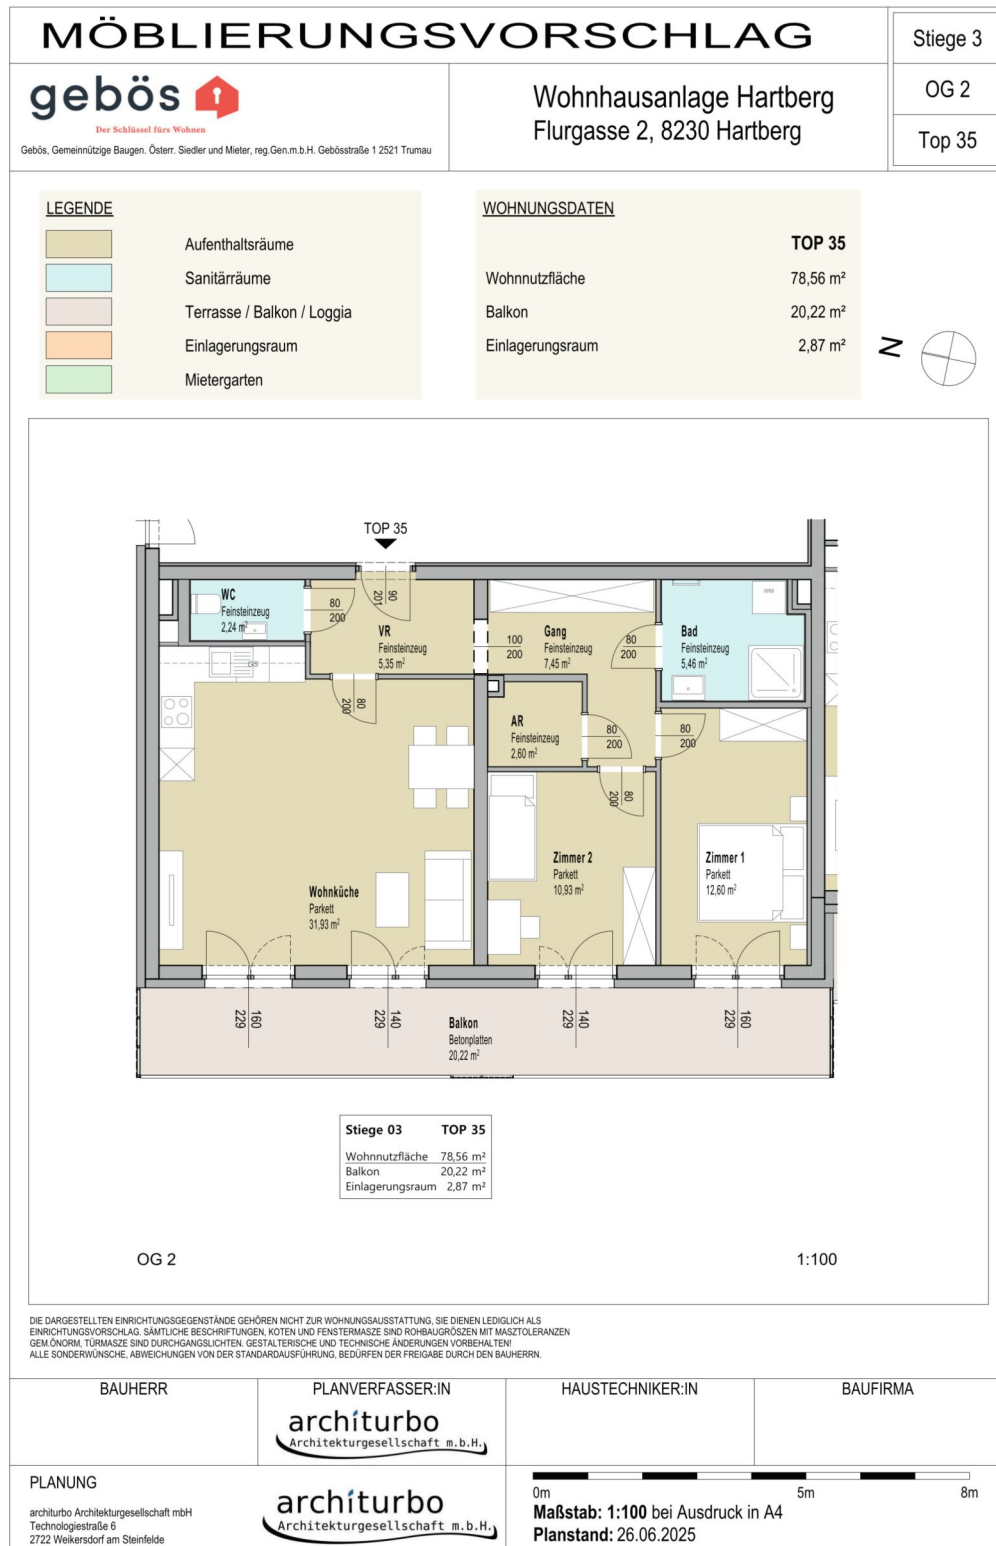 MÖBLIERUNGSVORSCHLAG
Stiege 3
OG 2
Top 35
gebös
Der Schlüssel fürs Wohnen
Gebös, Gemeinnützige Baugen. Österr. Siedler und Mieter, reg.Gen.m.b.H. Gebösstraße 1 2521 Trumau
Wohnhausanlage Hartberg
Flurgasse 2, 8230 Hartberg
LEGENDE
Aufenthaltsräume
Sanitärräume
Terrasse / Balkon / Loggia
Einlagerungsraum
Mietergarten
WOHNUNGSDATEN
TOP 35
Wohnnutzfläche 78,56 m²
Balkon 20,22 m²
Einlagerungsraum 2,87 m²
N
TOP 35
WC
Feinsteinzeug
2,24 m²
80
200
90
201
VR
Feinsteinzeug
5,35 m²
100
200
Gang
Feinsteinzeug
7,45 m²
80
200
Bad
Feinsteinzeug
5,46 m²
WM
GS
80
200
AR
Feinsteinzeug
2,60 m²
80
200
80
200
80
200
Wohnküche
Parkett
31,93 m²
Zimmer 2
Parkett
10,93 m²
Zimmer 1
Parkett
12,60 m²
160
229
140
229
140
229
160
229
Balkon
Betonplatten
20,22 m²
Stiege 03 TOP 35
Wohnnutzfläche 78,56 m²
Balkon 20,22 m²
Einlagerungsraum 2,87 m²
OG 2
1:100
DIE DARGESTELLTEN EINRICHTUNGSGEGENSTÄNDE GEHÖREN NICHT ZUR WOHNUNGSAUSSTATTUNG, SIE DIENEN LEDIGLICH ALS
EINRICHTUNGSVORSCHLAG. SÄMTLICHE BESCHRIFTUNGEN, KOTEN UND FENSTERMASZE SIND ROHBAUGRÖSZEN MIT MASZTOLERANZEN
GEM.ÖNORM, TÜRMASZE SIND DURCHGANGSLICHTEN. GESTALTERISCHE UND TECHNISCHE ÄNDERUNGEN VORBEHALTEN!
ALLE SONDERWÜNSCHE, ABWEICHUNGEN VON DER STANDARDAUSFÜHRUNG, BEDÜRFEN DER FREIGABE DURCH DEN BAUHERRN.
BAUHERR
PLANVERFASSER:IN
HAUSTECHNIKER:IN
BAUFIRMA
architurbo
Architekturgesellschaft m.b.H.
PLANUNG
architurbo Architekturgesellschaft mbH
Technologiestraße 6
2722 Weikersdorf am Steinfelde
architurbo
Architekturgesellschaft m.b.H.
0m 5m 8m
Maßstab: 1:100 bei Ausdruck in A4
Planstand: 26.06.2025